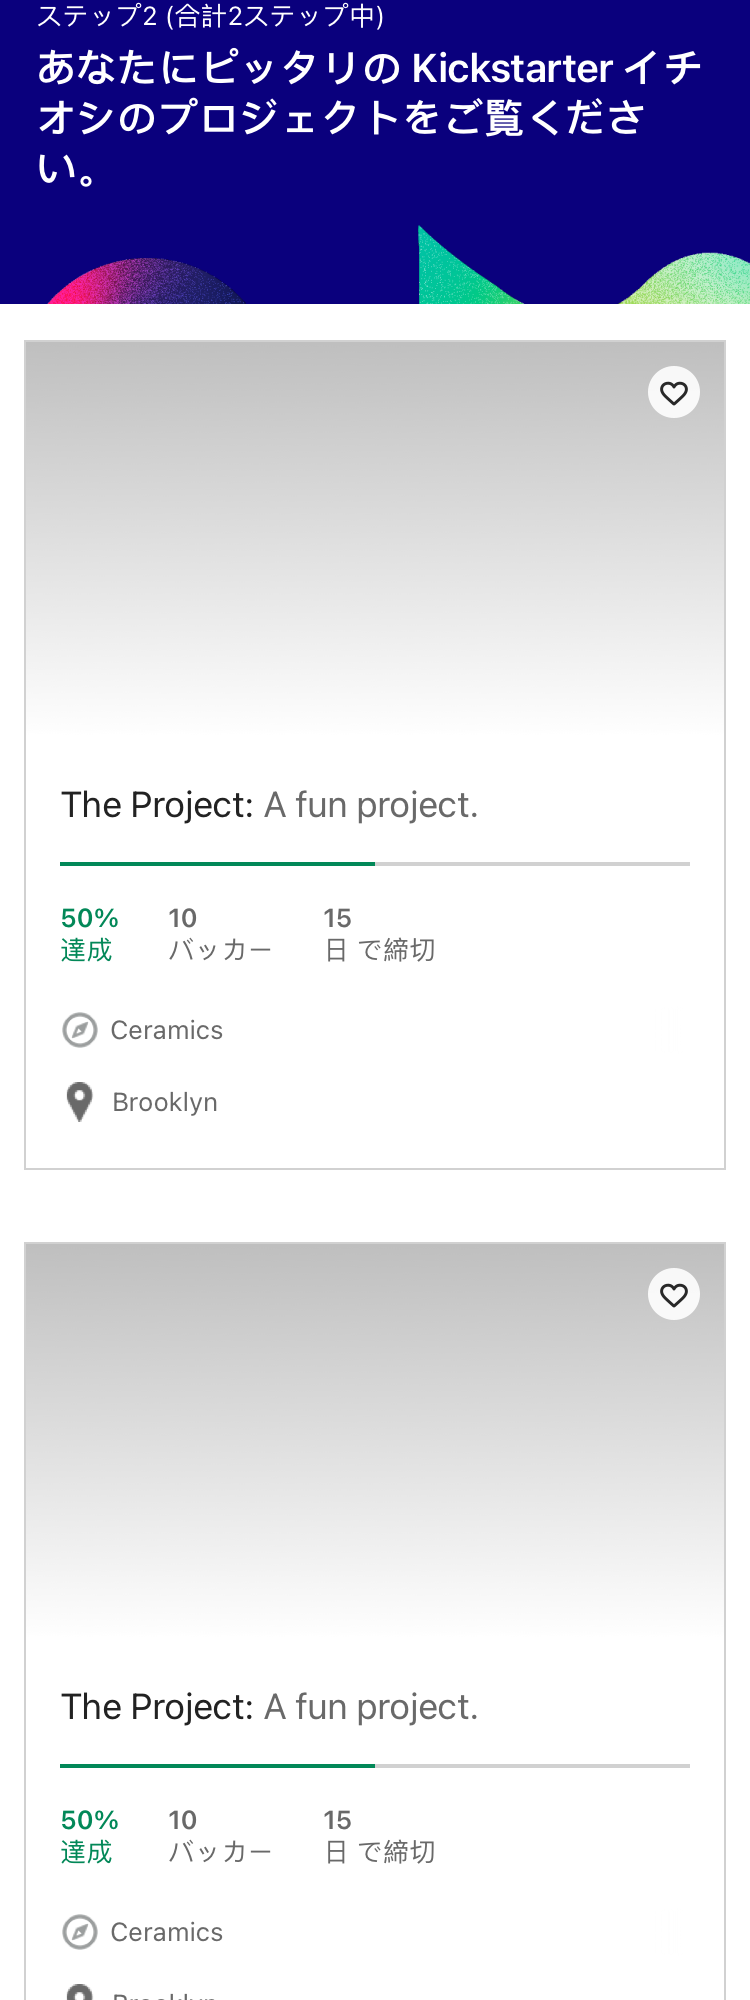 ステップ2 (合計2ステップ中)
あなたにピッタリの Kickstarter イチ
オシのプロジェクトをご覧くださ
い。
The Project: A fun project.
50%
10
15
達成
バッカー
日 で締切
Ceramics
Brooklyn
The Project: A fun project.
50%
10
15
達成
バッカー
日 で締切
Ceramics